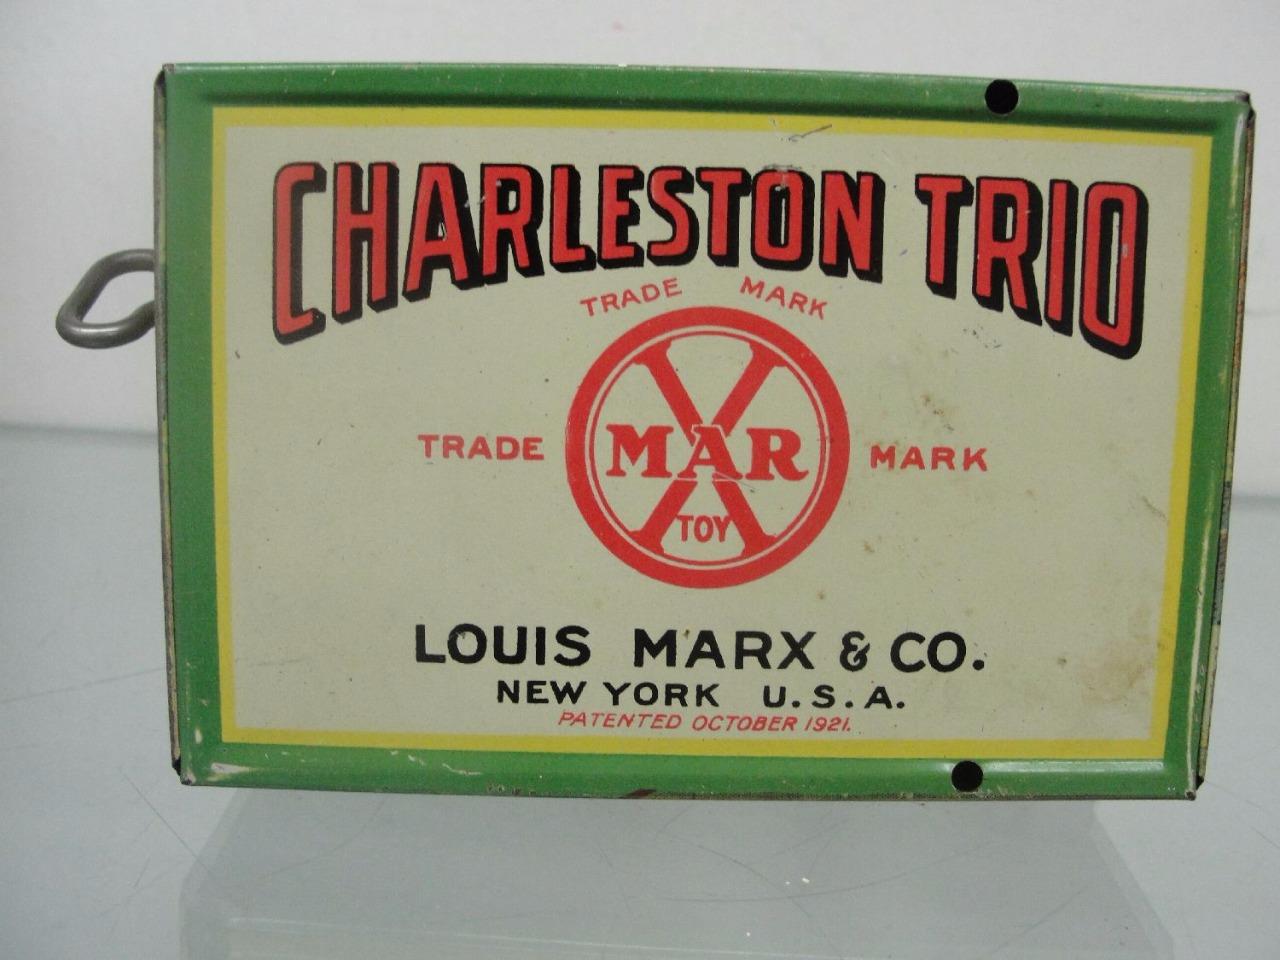 CHARLESTON TRIO
TRADE MARK
X
TRADE MAR MARK
TOY
LOUIS MARX & CO.
NEW YORK U.S.A.
PATENTED OCTOBER 1921.